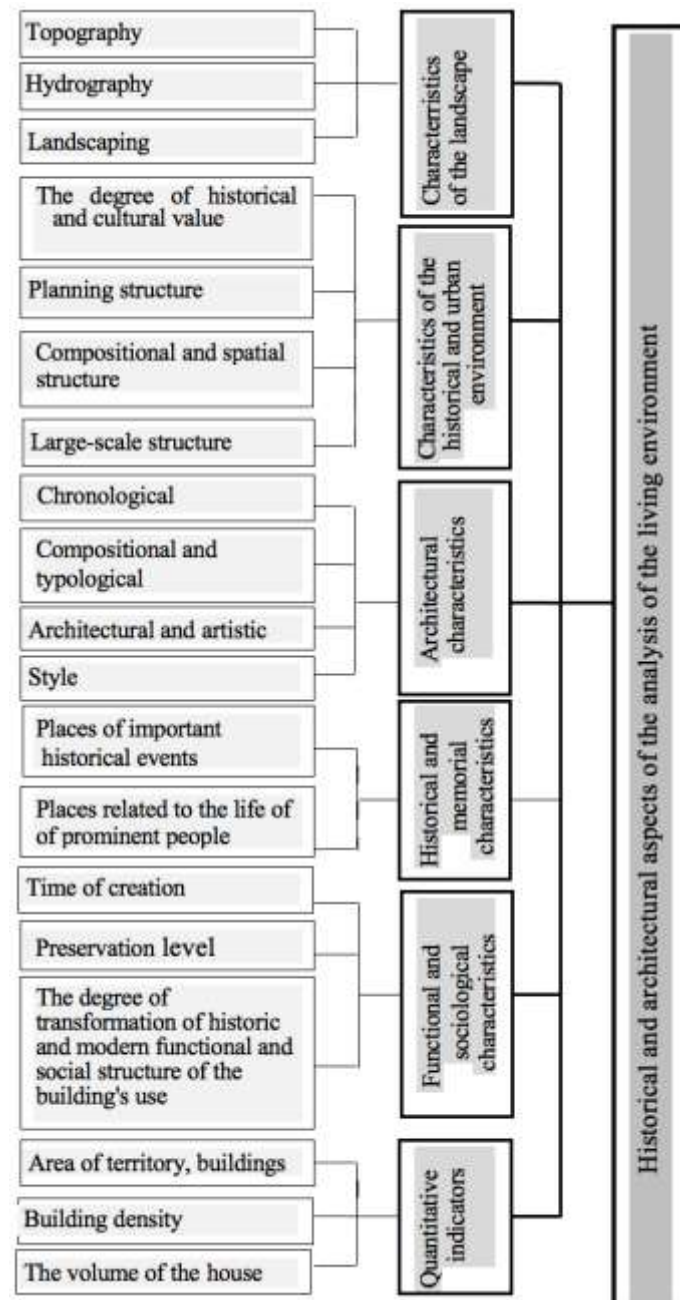 Topography
Hydrography
Landscaping
The degree of historical
and cultural value
Planning structure
Compositional and spatial
structure
Large-scale structure
Chronological
Compositional and
typological
Architectural and artistic
Style
Places of important
historical events
Places related to the life of
of prominent people
Time of creation
Preservation level
The degree of
transformation of historic
and modern functional and
social structure of the
building's use
Area of territory, buildings
Building density
The volume of the house
Characterristics
of the landscape
Characteristics of the
historical and urban
environment
Architectural
characteristics
Historical and
memorial
characteristics
Functional and
sociological
characteristics
Quantitative
indicators
Historical and architectural aspects of the analysis of the living environment